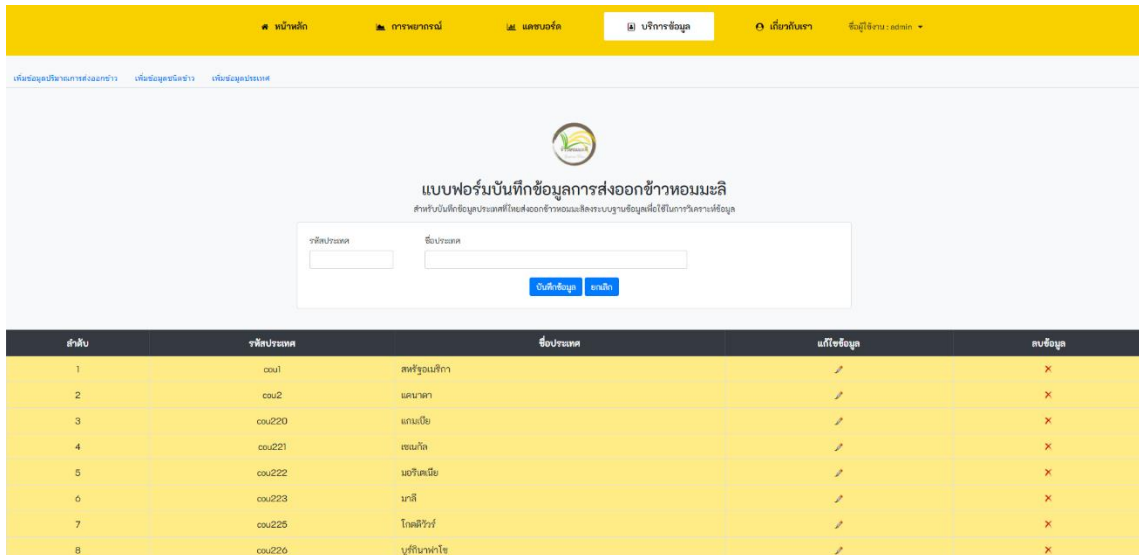 หน้าหลัก การพยากรณ์ แดชบอร์ด บริการข้อมูล เกี่ยวกับเรา ชื่อผู้ใช้งาน : admin
เพิ่มข้อมูลปริมาณการส่งออกข้าว เพิ่มข้อมูลชนิดข้าว เพิ่มข้อมูลประเทศ
แบบฟอร์มบันทึกข้อมูลการส่งออกข้าวหอมมะลิ
สำหรับบันทึกข้อมูลประเทศที่ไทยส่งออกข้าวหอมมะลิลงระบบฐานข้อมูลเพื่อใช้ในการวิเคราะห์ข้อมูล
รหัสประเทศ ชื่อประเทศ
บันทึกข้อมูล ยกเลิก
ลำดับ รหัสประเทศ ชื่อประเทศ แก้ไขข้อมูล ลบข้อมูล
1 cou1 สหรัฐอเมริกา
2 cou2 แคนาดา
3 cou220 แกมเบีย
4 cou221 เซเนกัล
5 cou222 มอริเตเนีย
6 cou223 มาลี
7 cou225 โกตดิวัวร์
8 cou226 บูร์กินาฟาโซ